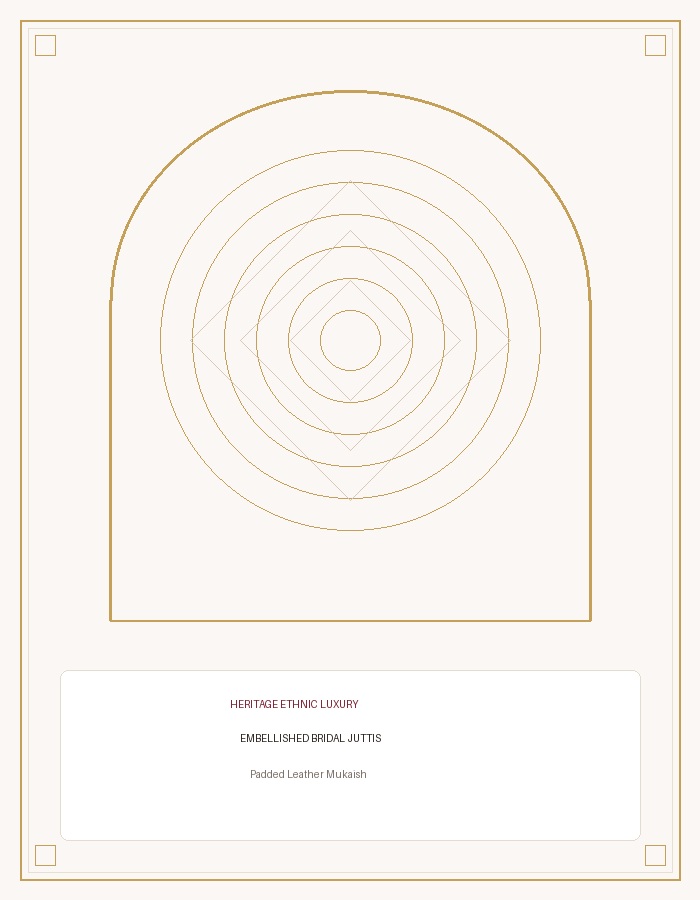 HERITAGE ETHNIC LUXURY
EMBELLISHED BRIDAL JUTTIS
Padded Leather Mukaish